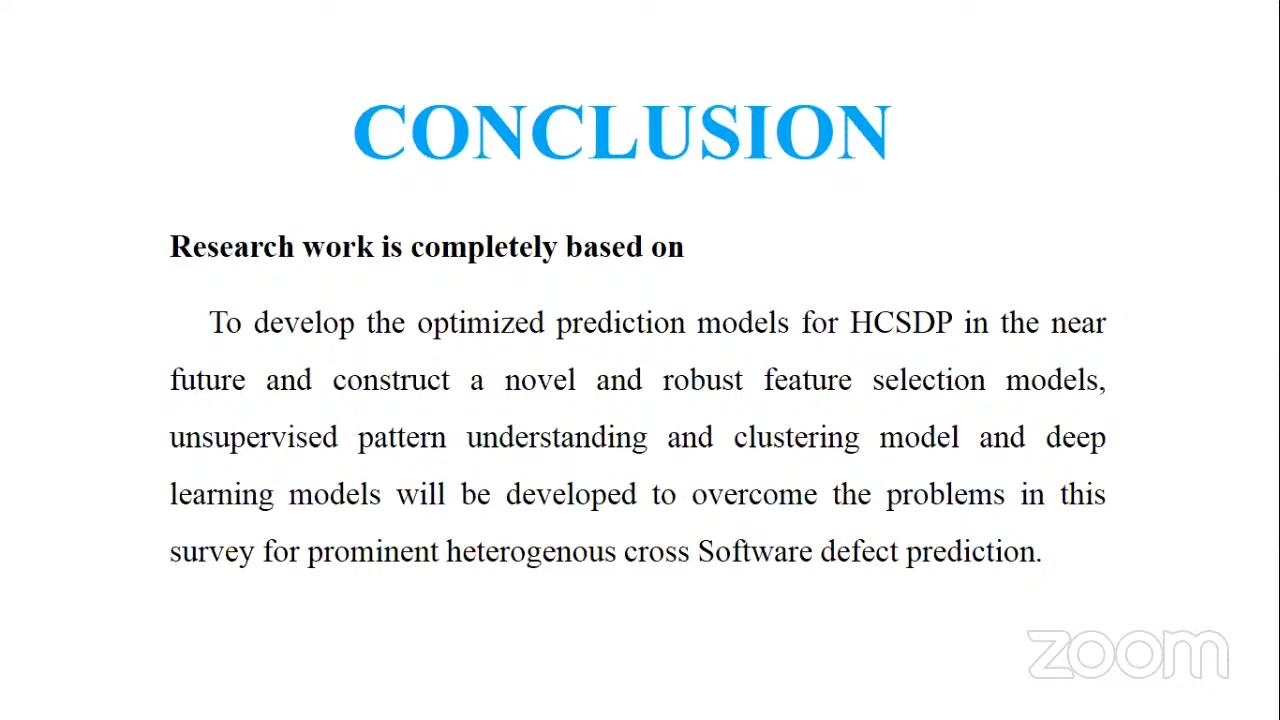 CONCLUSION
Research work is completely based on
To develop the optimized prediction models for HCSDP in the near
future and construct a novel and robust feature selection models,
unsupervised pattern understanding and clustering model and deep
learning models will be developed to overcome the problems in this
survey for prominent heterogenous cross Software defect prediction.
zoom